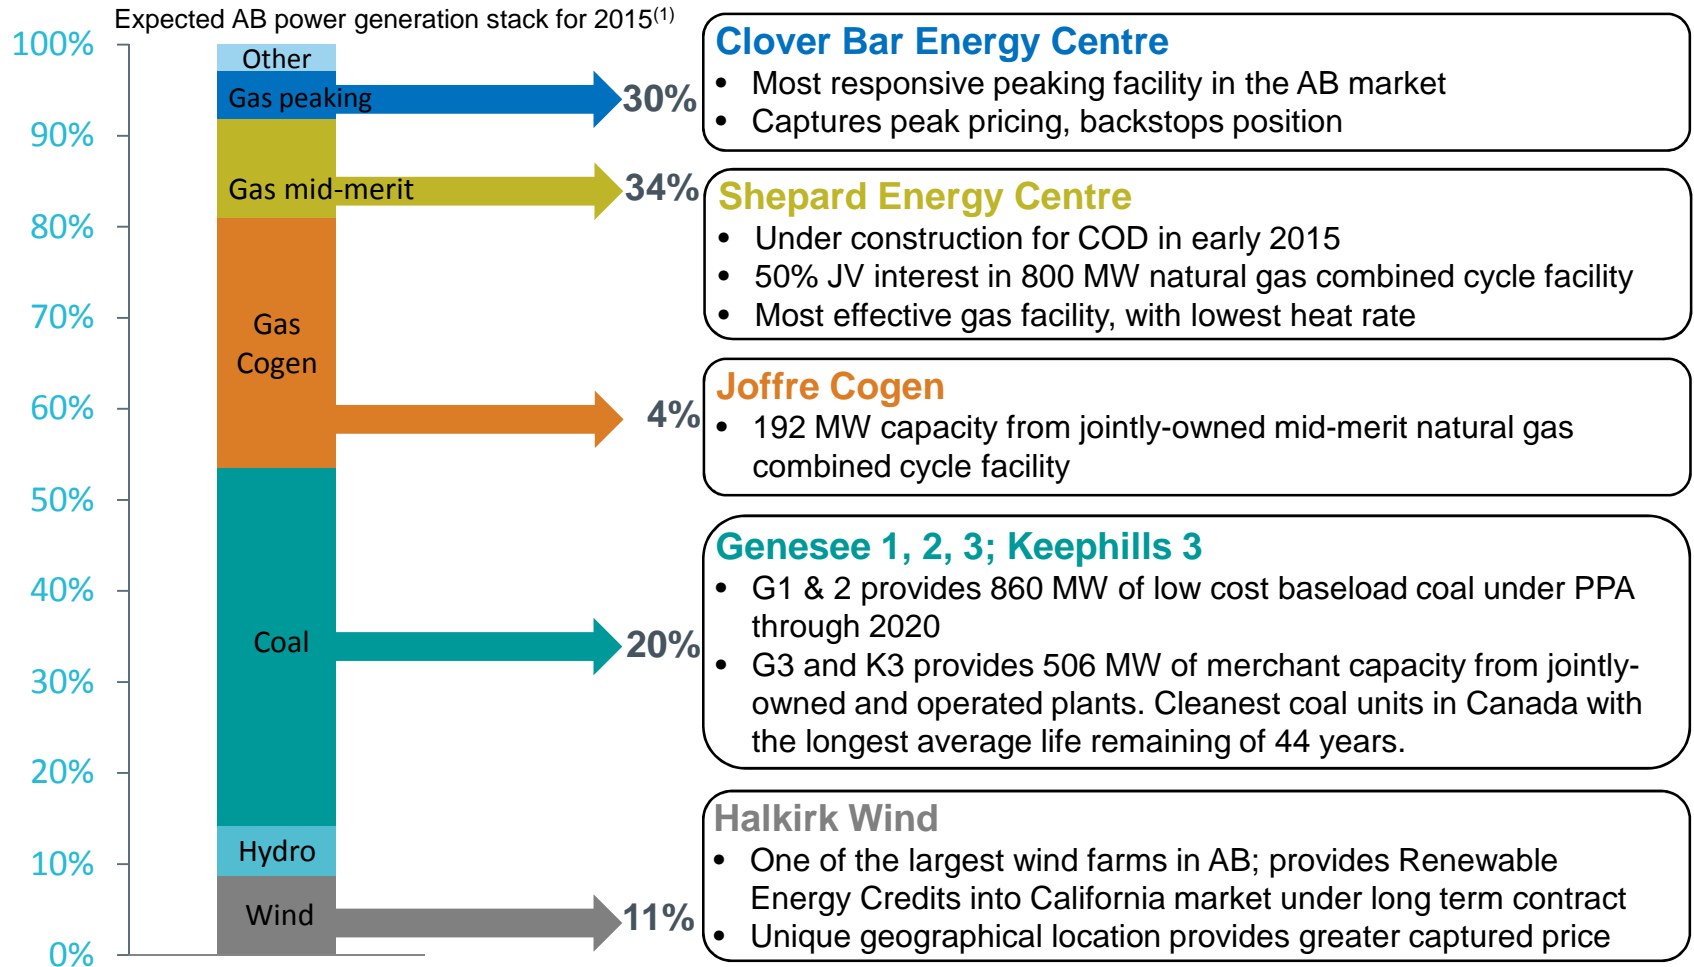 Expected AB power generation stack for 2015(1)
100%
90%
80%
70%
60%
50%
40%
30%
20%
10%
0%
Other
Gas peaking
Gas mid-merit
Gas
Cogen
Coal
Hydro
Wind
30%
34%
4%
20%
11%
Clover Bar Energy Centre
• Most responsive peaking facility in the AB market
• Captures peak pricing, backstops position
Shepard Energy Centre
• Under construction for COD in early 2015
• 50% JV interest in 800 MW natural gas combined cycle facility
• Most effective gas facility, with lowest heat rate
Joffre Cogen
• 192 MW capacity from jointly-owned mid-merit natural gas
combined cycle facility
Genesee 1, 2, 3; Keephills 3
• G1 & 2 provides 860 MW of low cost baseload coal under PPA
through 2020
• G3 and K3 provides 506 MW of merchant capacity from jointly-
owned and operated plants. Cleanest coal units in Canada with
the longest average life remaining of 44 years.
Halkirk Wind
• One of the largest wind farms in AB; provides Renewable
Energy Credits into California market under long term contract
• Unique geographical location provides greater captured price